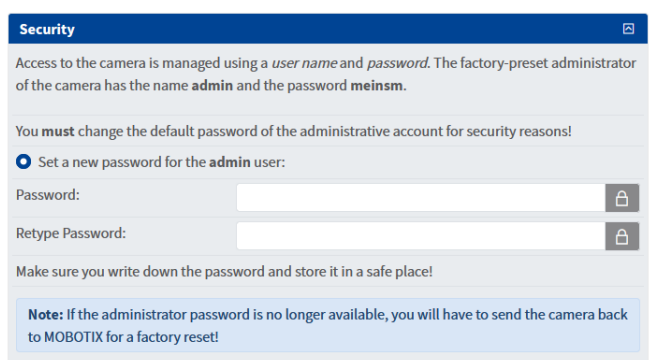 Security
Access to the camera is managed using a user name and password. The factory-preset administrator
of the camera has the name admin and the password meinsm.
You must change the default password of the administrative account for security reasons!
Set a new password for the admin user:
Password:
Retype Password:
Make sure you write down the password and store it in a safe place!
Note: If the administrator password is no longer available, you will have to send the camera back
to MOBOTIX for a factory reset!